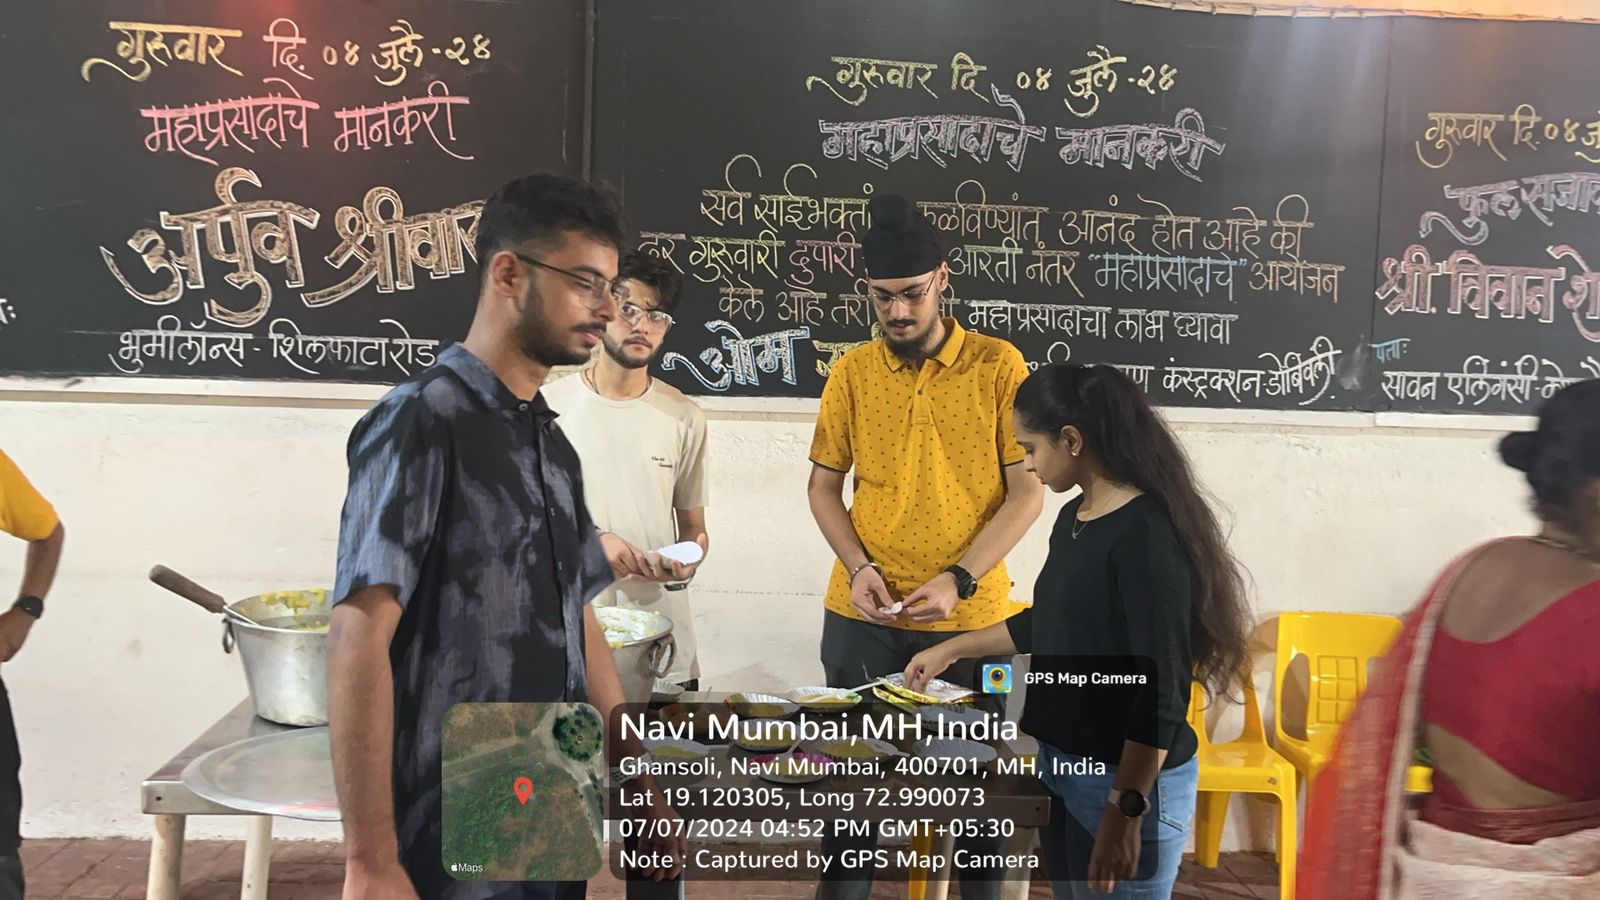 गुरुवार दि. ०४ जुलै-२४
महाप्रसादाचे मानकरी
अर्पुव
भुमीलॉन्स - शिलफाटा रोड
गुरुवार दि. ०४ जुलै-२४
महाप्रसादाचे मानकरी
सर्व साईभक्तां कळविण्यांत आनंद होत आहे की
दर गुरूवारी दुपारी आरती नंतर "महाप्रसादाचे" आयोजन
केले आहे तरी महाप्रसादाचा लाभ घ्यावा
ओम
कंस्ट्रक्शन-डोंबिवली.
गुरुवार दि. ०४
फुल
श्री. विवान
पता:
सावन एलिगंसी-
GPS Map Camera
Navi Mumbai,MH,India
Ghansoli, Navi Mumbai, 400701, MH, India
Lat 19.120305, Long 72.990073
07/07/2024 04:52 PM GMT+05:30
Note : Captured by GPS Map Camera
Maps